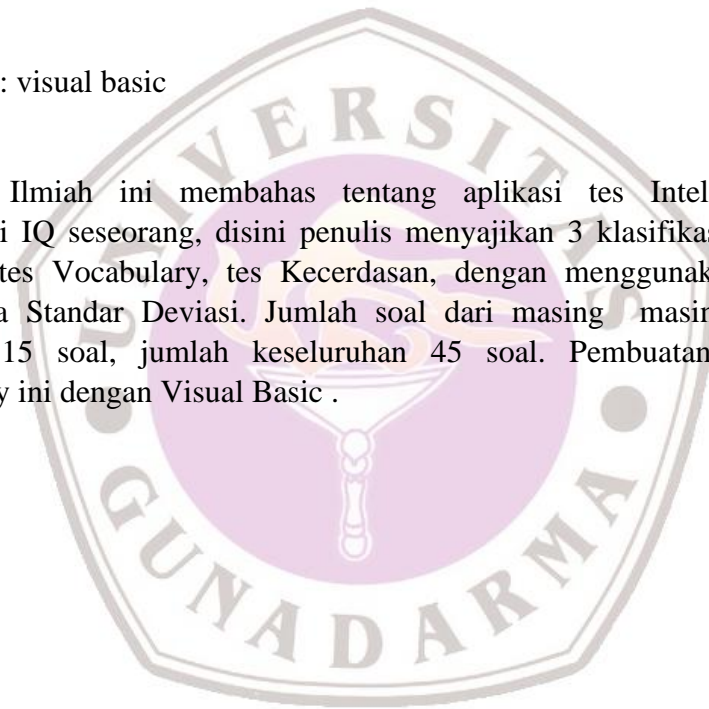 : visual basic
Ilmiah ini membahas tentang aplikasi tes Intel
i IQ seseorang, disini penulis menyajikan 3 klasifikas
tes Vocabulary, tes Kecerdasan, dengan menggunak
a Standar Deviasi. Jumlah soal dari masing masin
15 soal, jumlah keseluruhan 45 soal. Pembuatan
y ini dengan Visual Basic .
UNIVERSITAS
GUNADARMA